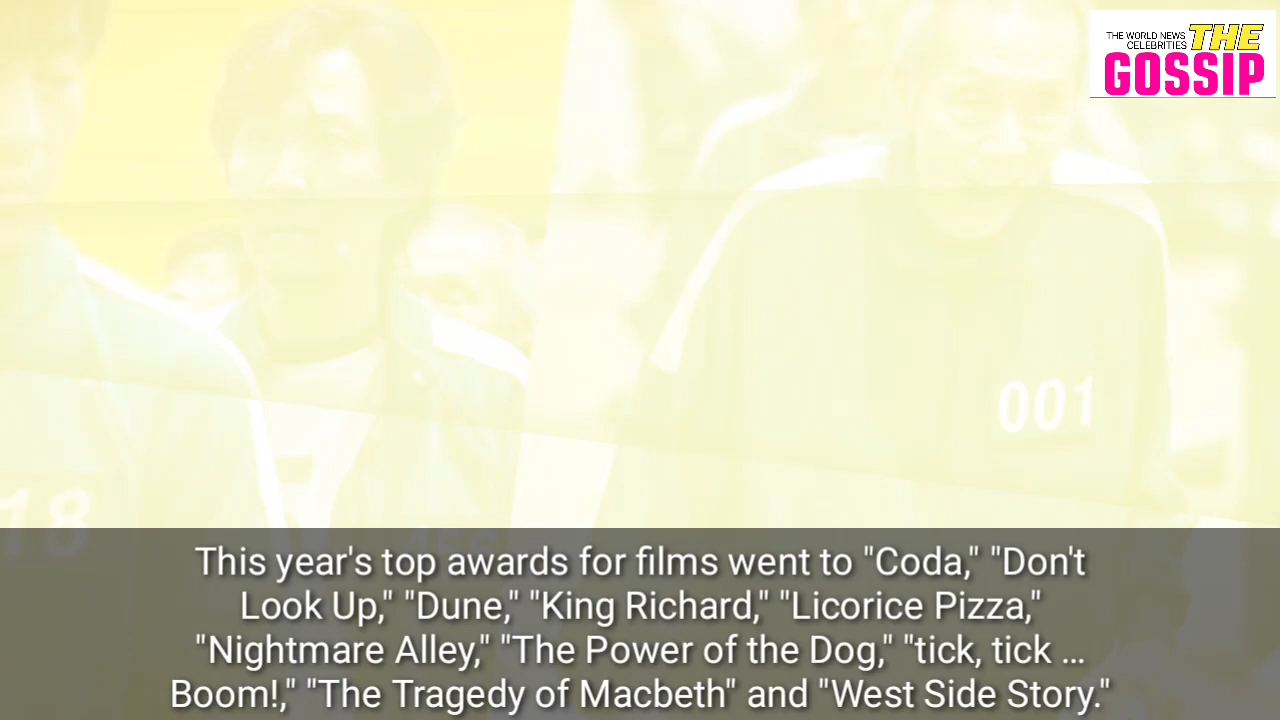 THE WORLD NEWS THE
CELEBRITIES
GOSSIP
001
18
456
This year's top awards for films went to "Coda," "Don't
Look Up," "Dune," "King Richard," "Licorice Pizza,"
"Nightmare Alley," "The Power of the Dog," "tick, tick ...
Boom!," "The Tragedy of Macbeth" and "West Side Story."